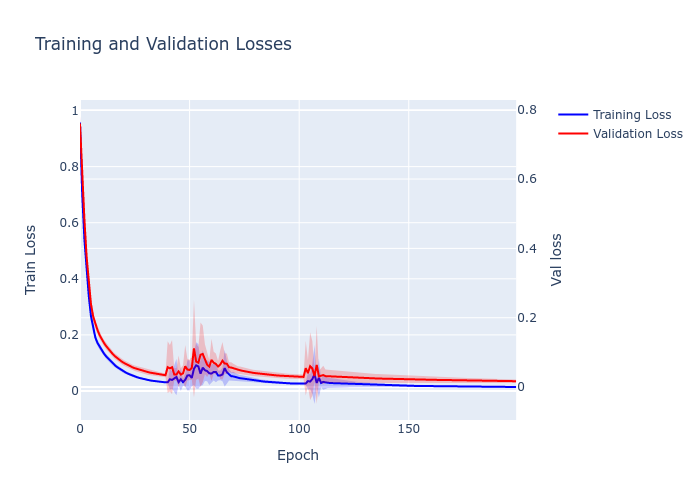 Training and Validation Losses
Training Loss
Validation Loss
Train Loss
1
0.8
0.6
0.4
0.2
0
0.8
0.6
0.4
0.2
0
Val loss
0
50
100
150
Epoch